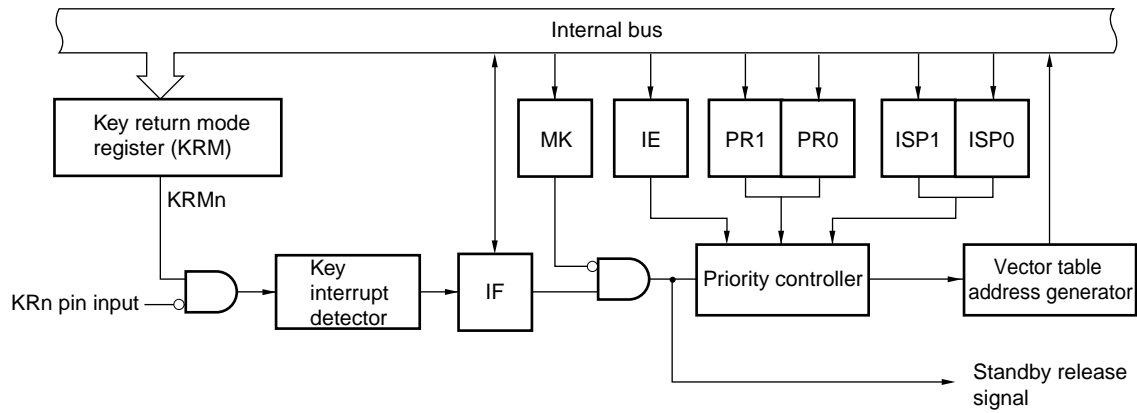 Internal bus
Key return mode
register (KRM)
MK
IE
PR1
PR0
ISP1
ISP0
KRMn
KRn pin input
Key
interrupt
detector
IF
Priority controller
Vector table
address generator
Standby release
signal